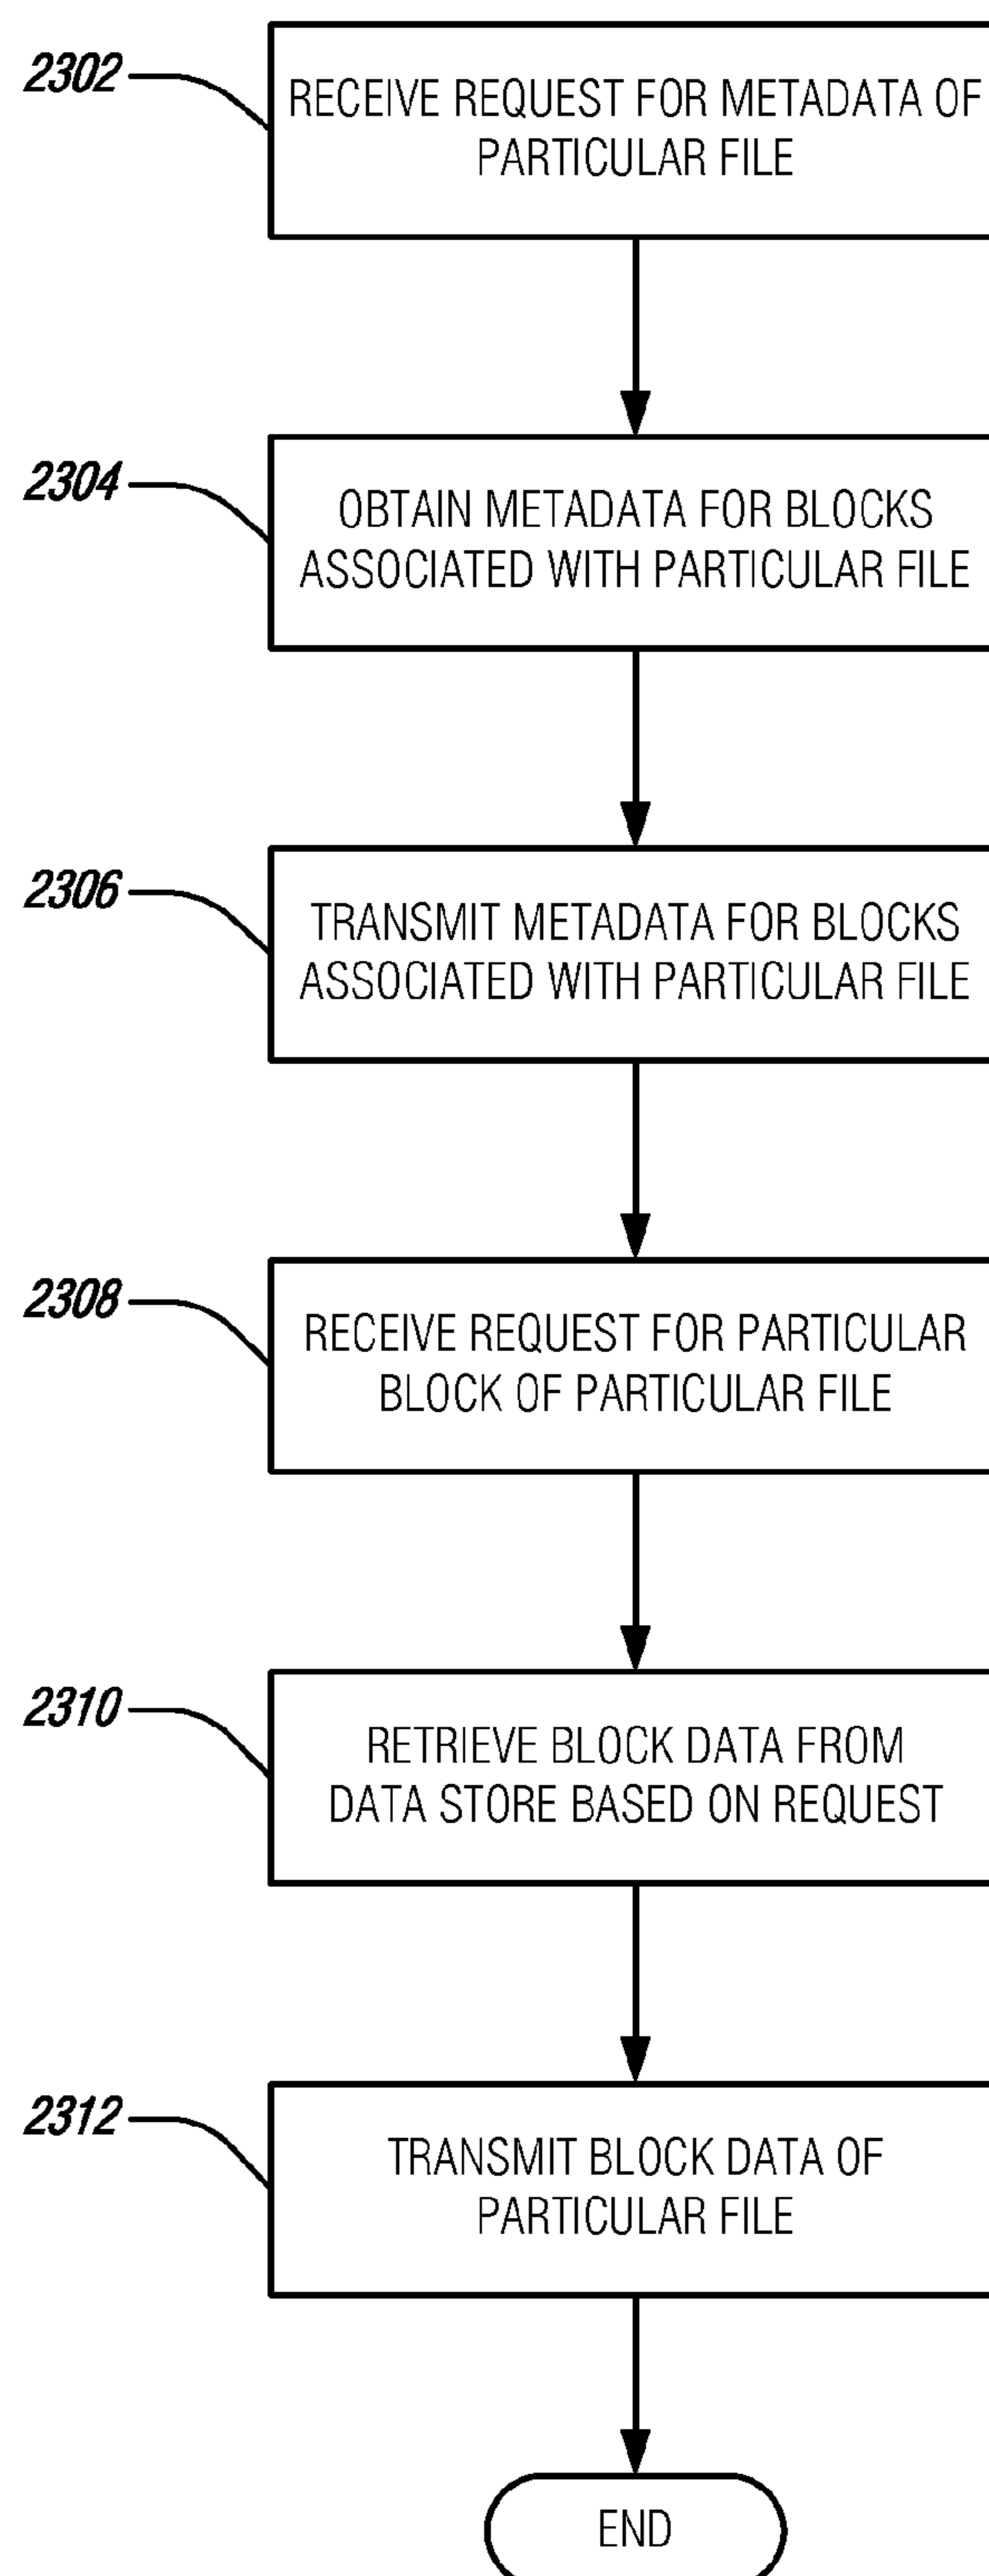 2302
RECEIVE REQUEST FOR METADATA OF
PARTICULAR FILE
2304
OBTAIN METADATA FOR BLOCKS
ASSOCIATED WITH PARTICULAR FILE
2306
TRANSMIT METADATA FOR BLOCKS
ASSOCIATED WITH PARTICULAR FILE
2308
RECEIVE REQUEST FOR PARTICULAR
BLOCK OF PARTICULAR FILE
2310
RETRIEVE BLOCK DATA FROM
DATA STORE BASED ON REQUEST
2312
TRANSMIT BLOCK DATA OF
PARTICULAR FILE
END